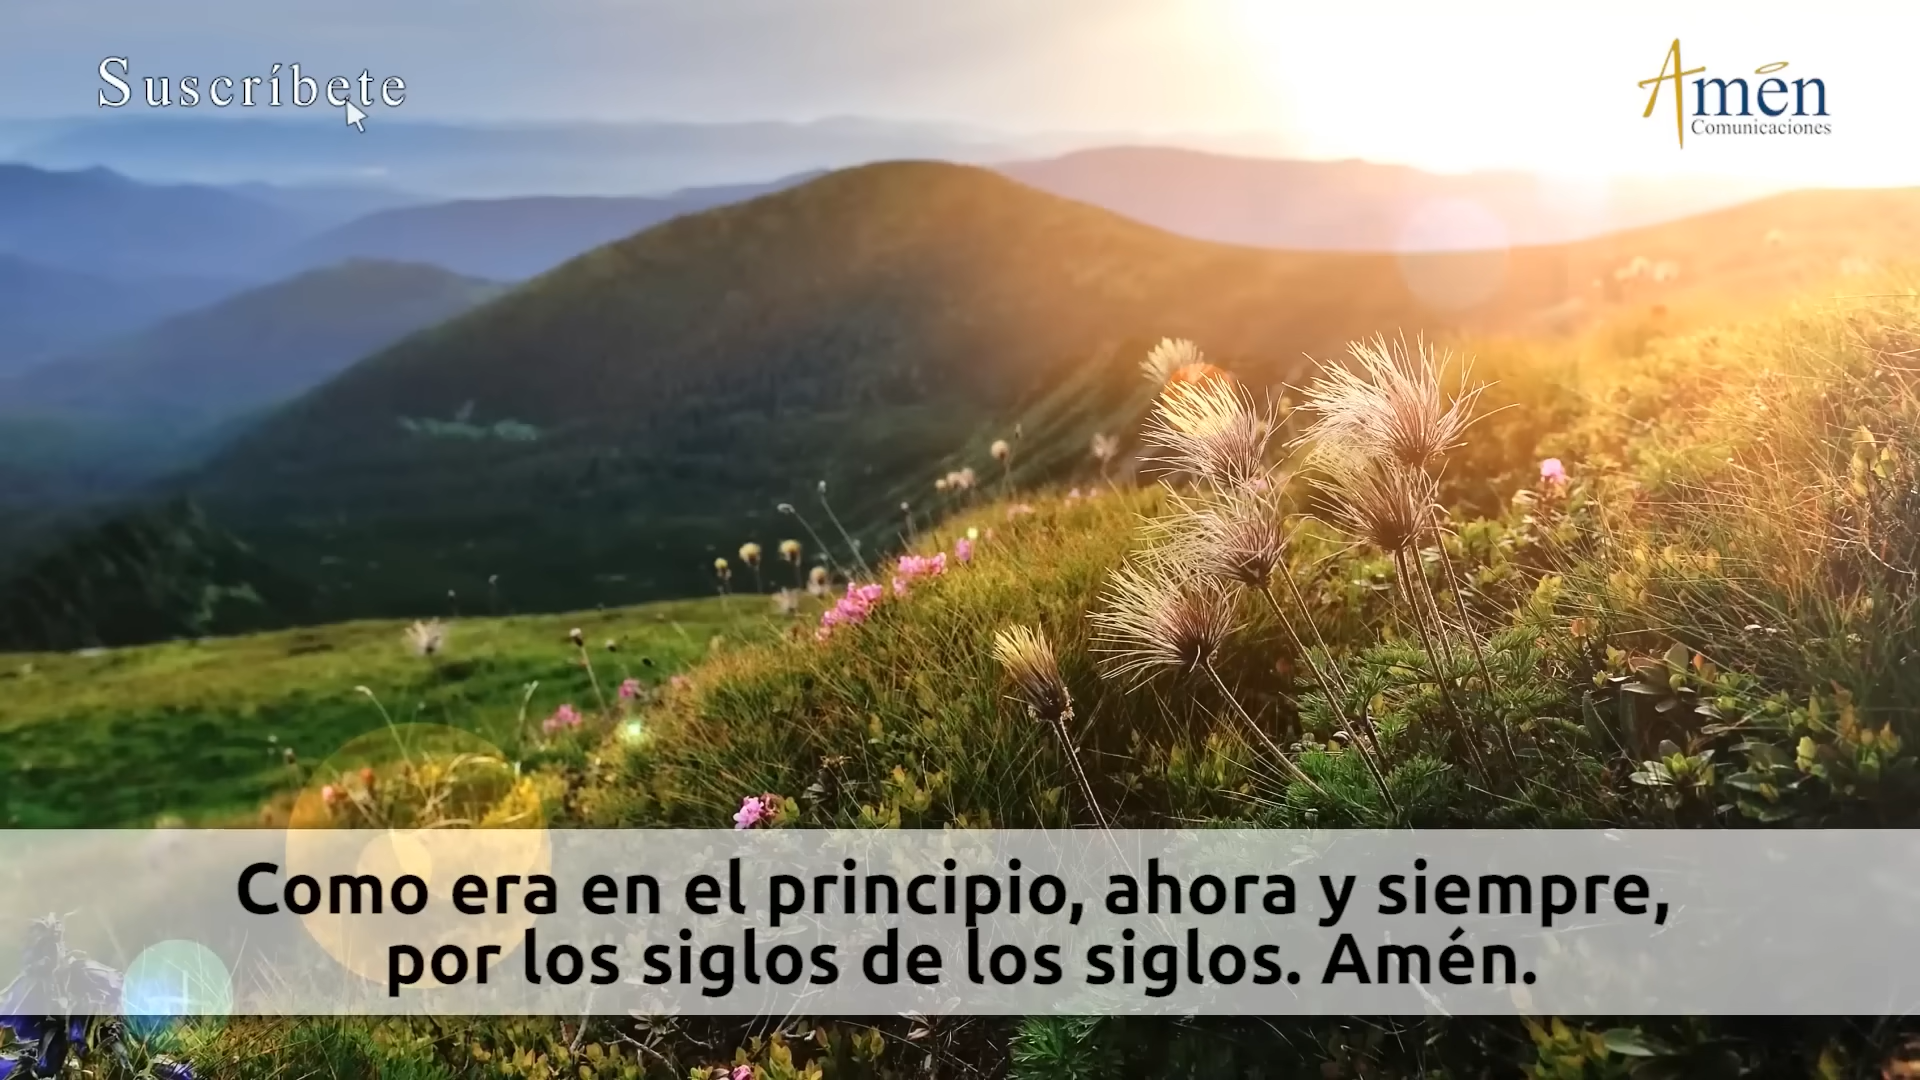 Suscríbete
Amén
Comunicaciones
Como era en el principio, ahora y siempre,
por los siglos de los siglos. Amén.